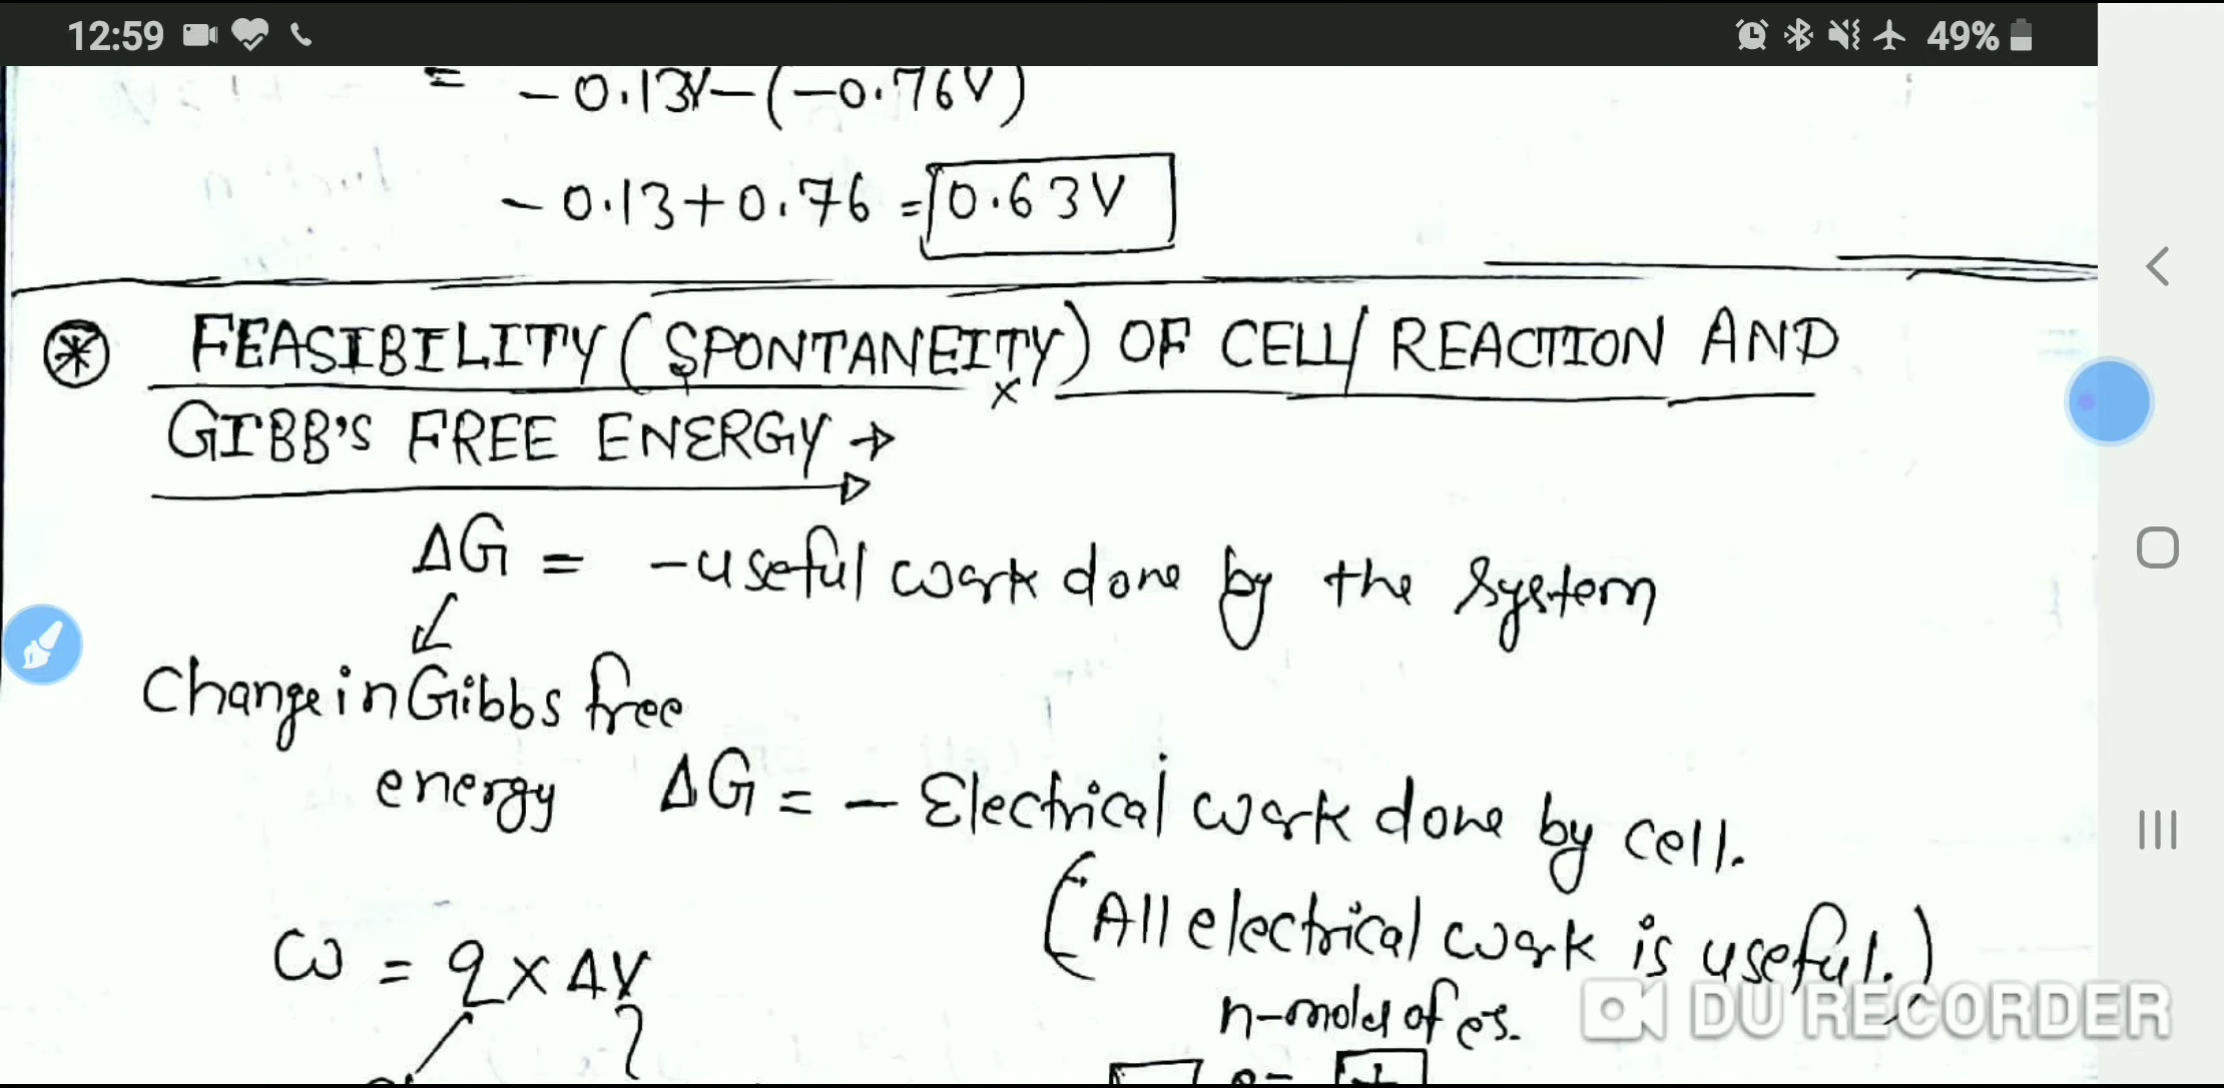 12:59 49%
= -0.13V-(-0.76V)
-0.13+0.76 = 0.63V
FEASIBILITY (SPONTANEITY) OF CELL/ REACTION AND
GIBB'S FREE ENERGY →
ΔG = -useful work done by the system
Change in Gibbs free
energy ΔG = - Electrical work done by cell.
(All electrical work is useful.)
ω = q × ΔV
n-moles of es.
DU RECORDER